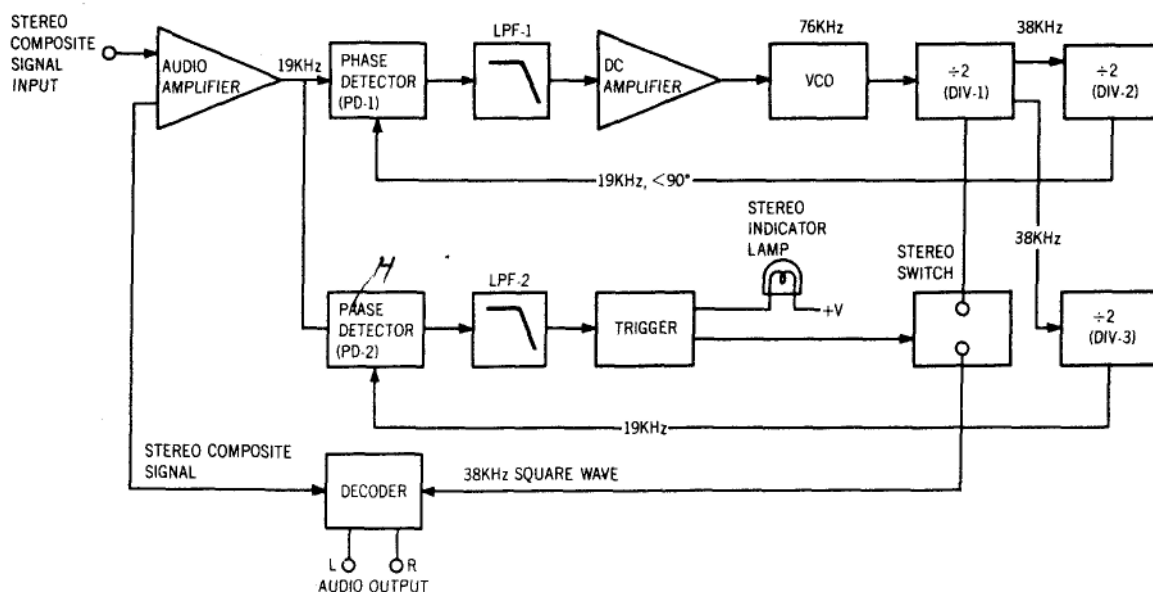 STEREO
COMPOSITE
SIGNAL
INPUT
AUDIO
AMPLIFIER
19KHz
PHASE
DETECTOR
(PD-1)
LPF-1
DC
AMPLIFIER
76KHz
VCO
÷2
(DIV-1)
38KHz
÷2
(DIV-2)
19KHz, <90°
STEREO
INDICATOR
LAMP
+V
38KHz
STEREO
SWITCH
H
PAASE
DETECTOR
(PD-2)
LPF-2
TRIGGER
÷2
(DIV-3)
19KHz
STEREO COMPOSITE
SIGNAL
DECODER
38KHz SQUARE WAVE
L
R
AUDIO OUTPUT